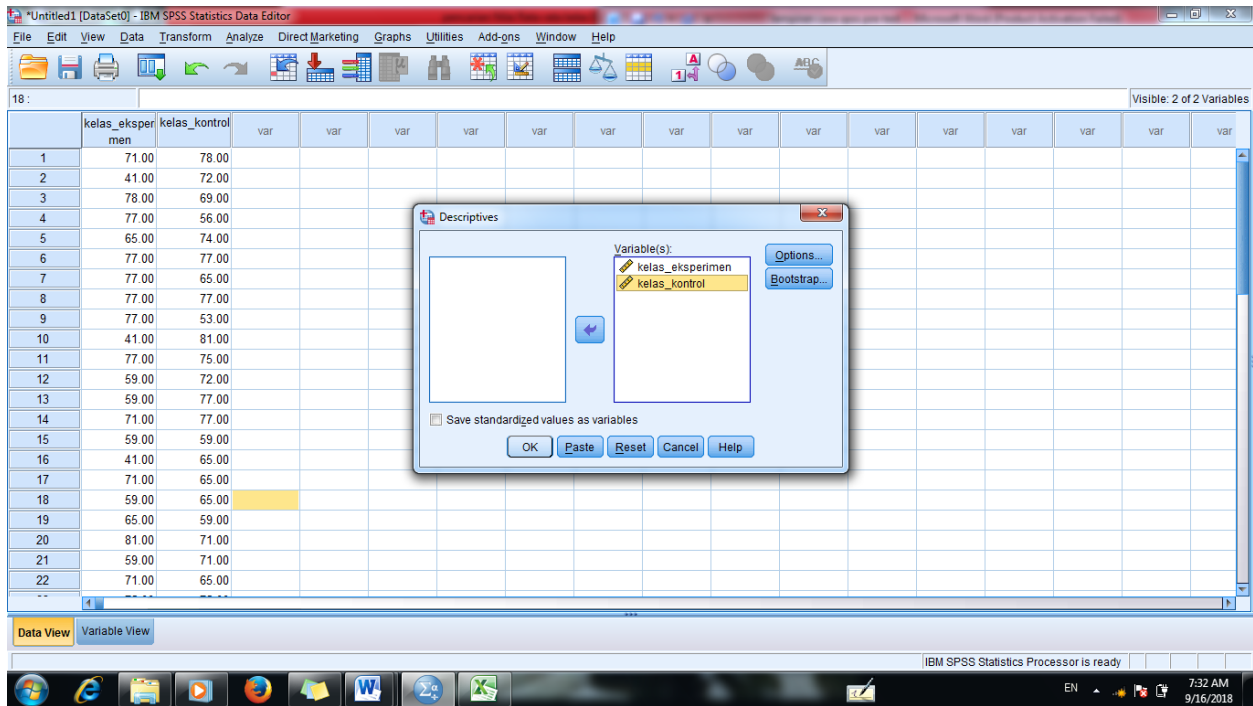 *Untitled1 [DataSet0] - IBM SPSS Statistics Data Editor
File Edit View Data Transform Analyze Direct Marketing Graphs Utilities Add-ons Window Help
18 :
Visible: 2 of 2 Variables
kelas_eksperi
men kelas_kontrol var var var var var var var var var var var var var var var
1 71.00 78.00
2 41.00 72.00
3 78.00 69.00
4 77.00 56.00
5 65.00 74.00
6 77.00 77.00
7 77.00 65.00
8 77.00 77.00
9 77.00 53.00
10 41.00 81.00
11 77.00 75.00
12 59.00 72.00
13 59.00 77.00
14 71.00 77.00
15 59.00 59.00
16 41.00 65.00
17 71.00 65.00
18 59.00 65.00
19 65.00 59.00
20 81.00 71.00
21 59.00 71.00
22 71.00 65.00
Descriptives
Variable(s):
kelas_eksperimen
kelas_kontrol
Options...
Bootstrap...
Save standardized values as variables
OK Paste Reset Cancel Help
Data View Variable View
IBM SPSS Statistics Processor is ready
EN 7:32 AM
9/16/2018